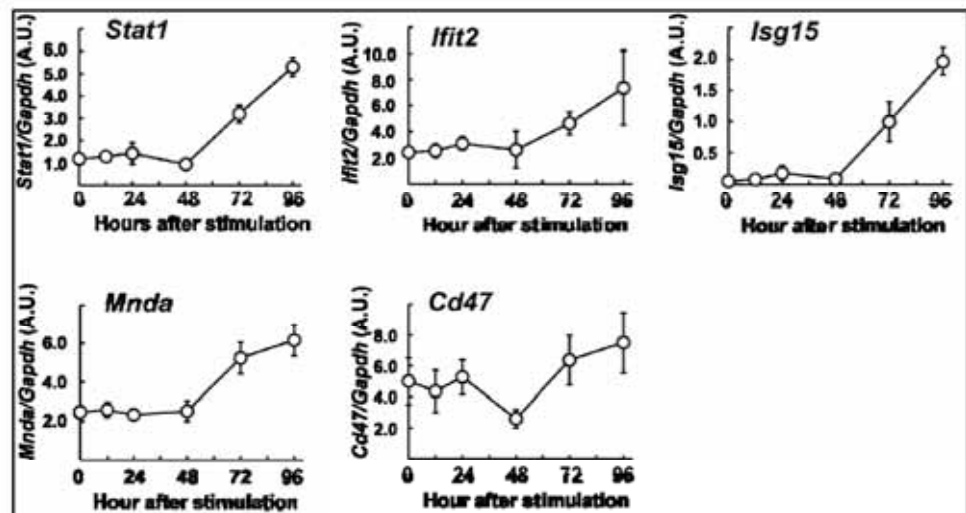 Stat1
Stat1/Gapdh (A.U.)
6.0
5.0
4.0
3.0
2.0
1.0
0 24 48 72 96
Hours after stimulation
Ifit2
Ifit2/Gapdh (A.U.)
10.0
8.0
6.0
4.0
2.0
0 24 48 72 96
Hour after stimulation
Isg15
Isg15/Gapdh (A.U.)
2.0
1.5
1.0
0.5
0 24 48 72 96
Hour after stimulation
Mnda
Mnda/Gapdh (A.U.)
6.0
4.0
2.0
0 24 48 72 96
Hour after stimulation
Cd47
Cd47/Gapdh (A.U.)
8.0
6.0
4.0
2.0
0 24 48 72 96
Hour after stimulation